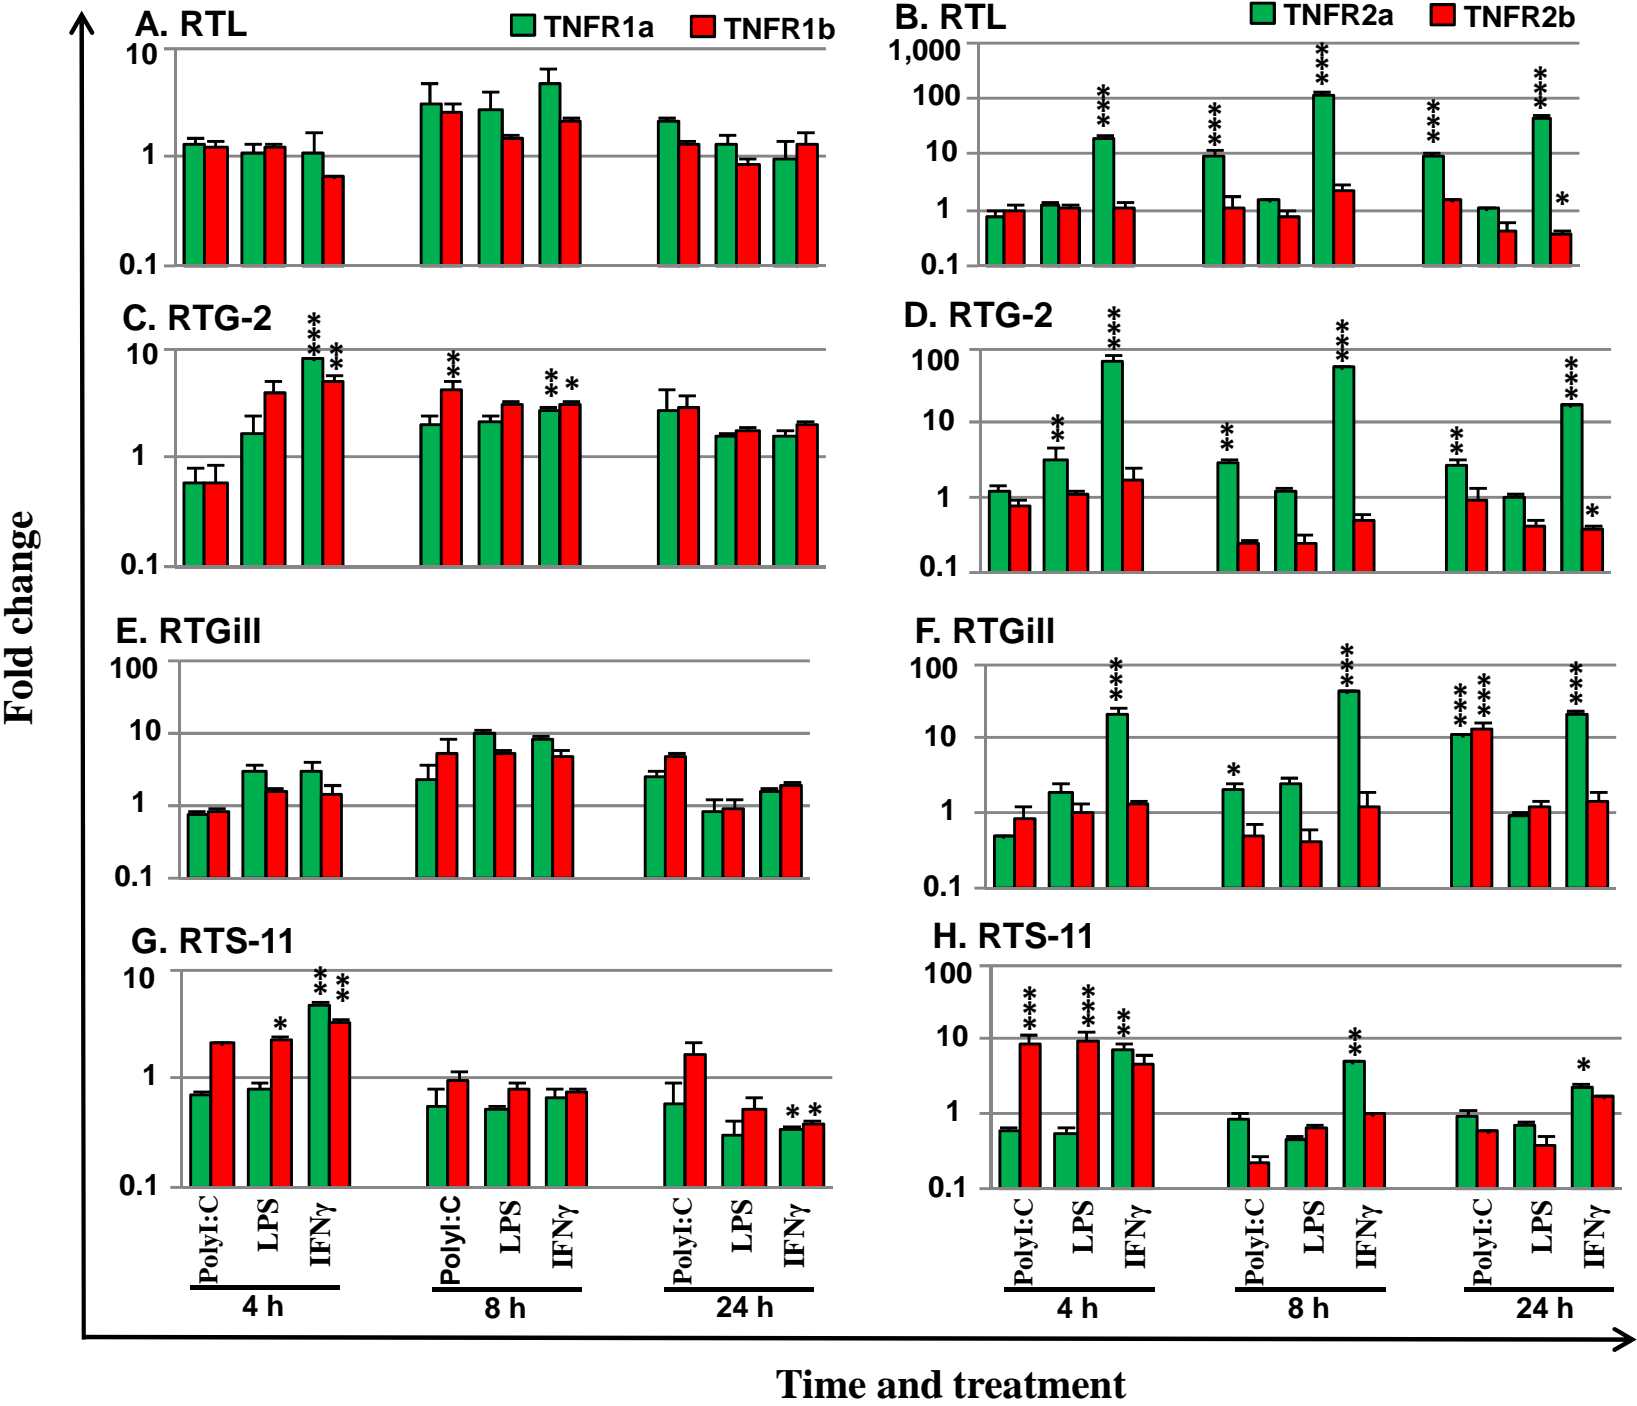 A. RTL
TNFR1a TNFR1b
10
1
0.1
B. RTL
TNFR2a TNFR2b
1,000
100
10
1
0.1
*** *** *** *** *** *
C. RTG-2
10
1
0.1
*** ** ** ** *
D. RTG-2
100
10
1
0.1
** *** ** *** ** *** *
E. RTGill
100
10
1
0.1
F. RTGill
100
10
1
0.1
*** * *** *** *** ***
G. RTS-11
10
1
0.1
* ** ** * *
PolyI:C LPS IFNγ PolyI:C LPS IFNγ PolyI:C LPS IFNγ
4 h 8 h 24 h
H. RTS-11
100
10
1
0.1
*** *** ** ** *
PolyI:C LPS IFNγ PolyI:C LPS IFNγ PolyI:C LPS IFNγ
4 h 8 h 24 h
Fold change
Time and treatment